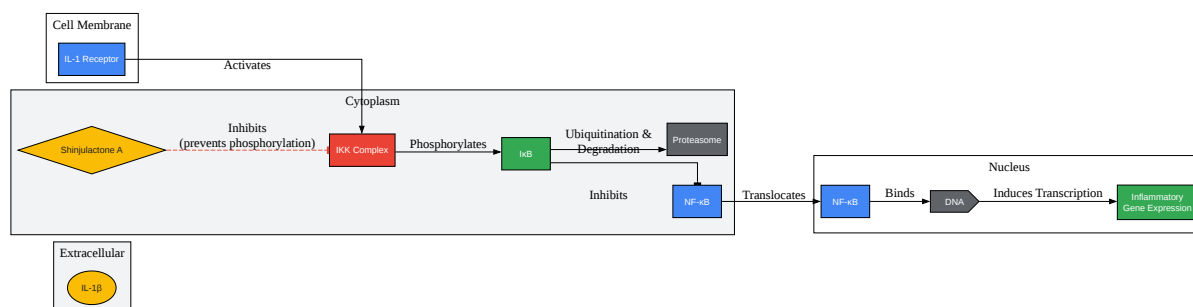 Cell Membrane
IL-1 Receptor
Activates
Cytoplasm
Shinjulactone A
Inhibits
(prevents phosphorylation)
IKK Complex
Phosphorylates
IκB
Ubiquitination &
Degradation
Proteasome
Inhibits
NF-κB
Translocates
Nucleus
NF-κB
Binds
DNA
Induces Transcription
Inflammatory
Gene Expression
Extracellular
IL-1β